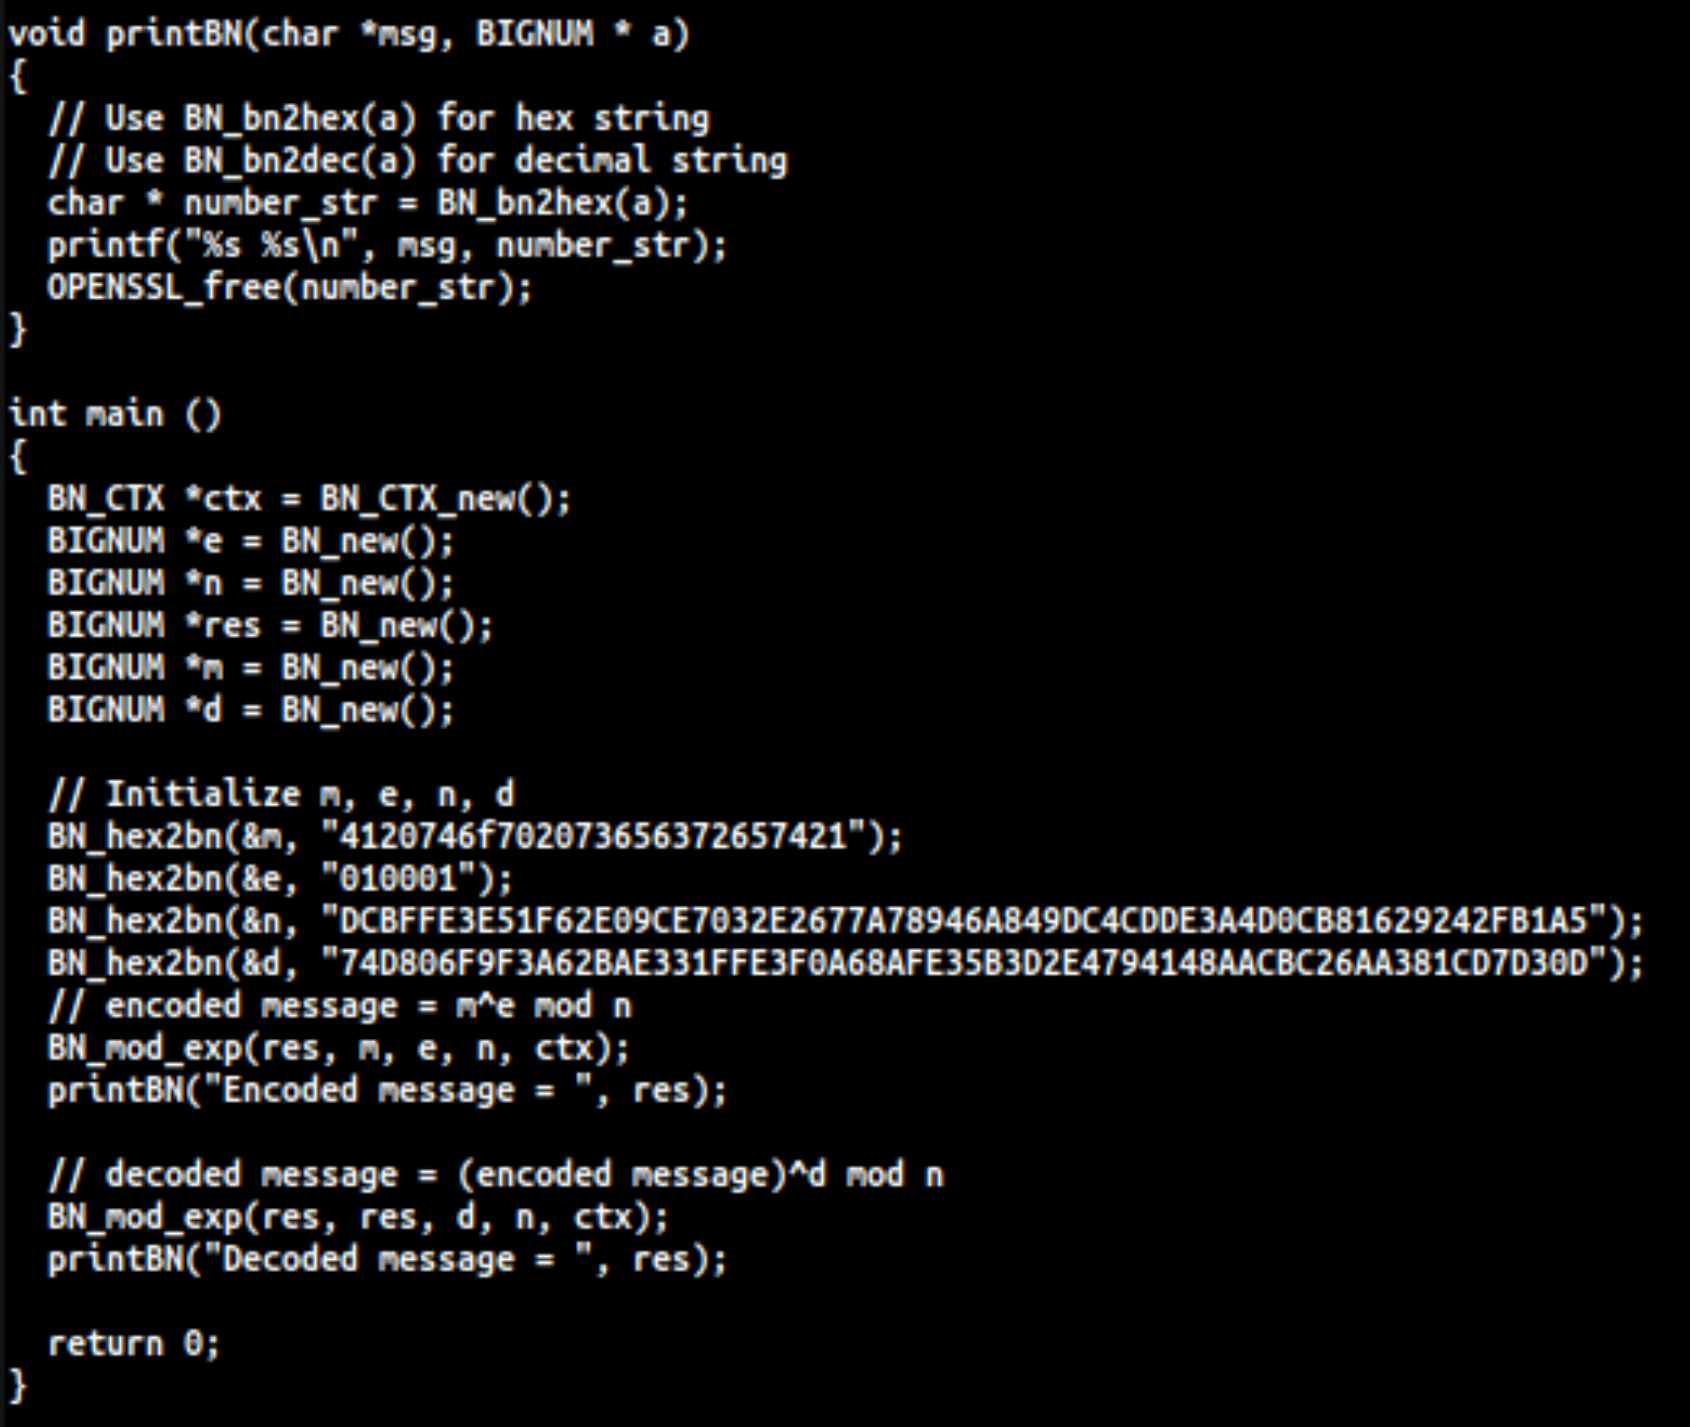 void printBN(char *msg, BIGNUM * a)
{
  // Use BN_bn2hex(a) for hex string
  // Use BN_bn2dec(a) for decimal string
  char * number_str = BN_bn2hex(a);
  printf("%s %s\n", msg, number_str);
  OPENSSL_free(number_str);
}

int main ()
{
  BN_CTX *ctx = BN_CTX_new();
  BIGNUM *e = BN_new();
  BIGNUM *n = BN_new();
  BIGNUM *res = BN_new();
  BIGNUM *m = BN_new();
  BIGNUM *d = BN_new();

  // Initialize m, e, n, d
  BN_hex2bn(&m, "4120746f702073656372657421");
  BN_hex2bn(&e, "010001");
  BN_hex2bn(&n, "DCBFFE3E51F62E09CE7032E2677A78946A849DC4CDDE3A4D0CB81629242FB1A5");
  BN_hex2bn(&d, "74D806F9F3A62BAE331FFE3F0A68AFE35B3D2E4794148AACBC26AA381CD7D30D");
  // encoded message = m^e mod n
  BN_mod_exp(res, m, e, n, ctx);
  printBN("Encoded message = ", res);

  // decoded message = (encoded message)^d mod n
  BN_mod_exp(res, res, d, n, ctx);
  printBN("Decoded message = ", res);

  return 0;
}